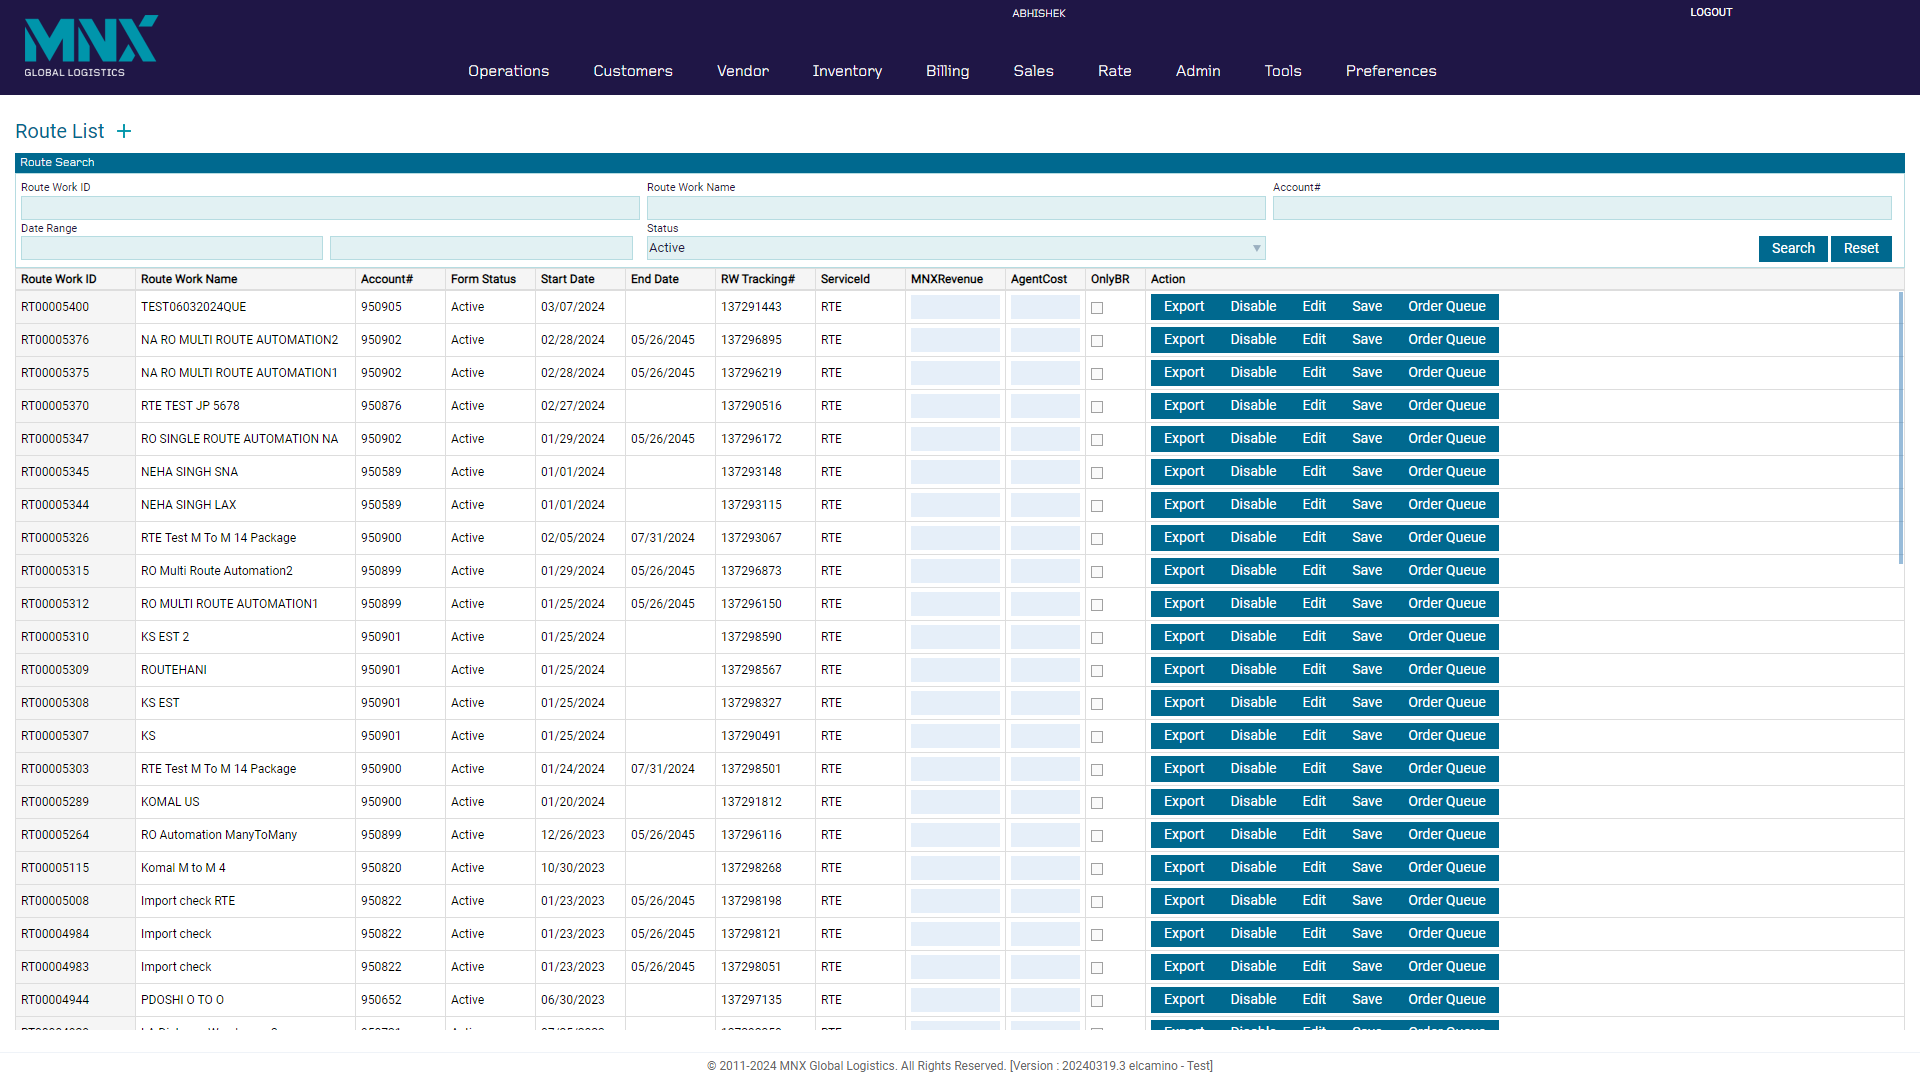 MNX
GLOBAL LOGISTICS
ABHISHEK
LOGOUT
Operations Customers Vendor Inventory Billing Sales Rate Admin Tools Preferences
Route List +
Route Search
Route Work ID Route Work Name Account#
Date Range Status
Active
Search Reset
Route Work ID Route Work Name Account# Form Status Start Date End Date RW Tracking# ServiceId MNXRevenue AgentCost OnlyBR Action
RT00005400 TEST06032024QUE 950905 Active 03/07/2024 137291443 RTE Export Disable Edit Save Order Queue
RT00005376 NA RO MULTI ROUTE AUTOMATION2 950902 Active 02/28/2024 05/26/2045 137296895 RTE Export Disable Edit Save Order Queue
RT00005375 NA RO MULTI ROUTE AUTOMATION1 950902 Active 02/28/2024 05/26/2045 137296219 RTE Export Disable Edit Save Order Queue
RT00005370 RTE TEST JP 5678 950876 Active 02/27/2024 137290516 RTE Export Disable Edit Save Order Queue
RT00005347 RO SINGLE ROUTE AUTOMATION NA 950902 Active 01/29/2024 05/26/2045 137296172 RTE Export Disable Edit Save Order Queue
RT00005345 NEHA SINGH SNA 950589 Active 01/01/2024 137293148 RTE Export Disable Edit Save Order Queue
RT00005344 NEHA SINGH LAX 950589 Active 01/01/2024 137293115 RTE Export Disable Edit Save Order Queue
RT00005326 RTE Test M To M 14 Package 950900 Active 02/05/2024 07/31/2024 137293067 RTE Export Disable Edit Save Order Queue
RT00005315 RO Multi Route Automation2 950899 Active 01/29/2024 05/26/2045 137296873 RTE Export Disable Edit Save Order Queue
RT00005312 RO MULTI ROUTE AUTOMATION1 950899 Active 01/25/2024 05/26/2045 137296150 RTE Export Disable Edit Save Order Queue
RT00005310 KS EST 2 950901 Active 01/25/2024 137298590 RTE Export Disable Edit Save Order Queue
RT00005309 ROUTEHANI 950901 Active 01/25/2024 137298567 RTE Export Disable Edit Save Order Queue
RT00005308 KS EST 950901 Active 01/25/2024 137298327 RTE Export Disable Edit Save Order Queue
RT00005307 KS 950901 Active 01/25/2024 137290491 RTE Export Disable Edit Save Order Queue
RT00005303 RTE Test M To M 14 Package 950900 Active 01/24/2024 07/31/2024 137298501 RTE Export Disable Edit Save Order Queue
RT00005289 KOMAL US 950900 Active 01/20/2024 137291812 RTE Export Disable Edit Save Order Queue
RT00005264 RO Automation ManyToMany 950899 Active 12/26/2023 05/26/2045 137296116 RTE Export Disable Edit Save Order Queue
RT00005115 Komal M to M 4 950820 Active 10/30/2023 137298268 RTE Export Disable Edit Save Order Queue
RT00005008 Import check RTE 950822 Active 01/23/2023 05/26/2045 137298198 RTE Export Disable Edit Save Order Queue
RT00004984 Import check 950822 Active 01/23/2023 05/26/2045 137298121 RTE Export Disable Edit Save Order Queue
RT00004983 Import check 950822 Active 01/23/2023 05/26/2045 137298051 RTE Export Disable Edit Save Order Queue
RT00004944 PDOSHI O TO O 950652 Active 06/30/2023 137297135 RTE Export Disable Edit Save Order Queue
© 2011-2024 MNX Global Logistics. All Rights Reserved. [Version : 20240319.3 elcamino - Test]